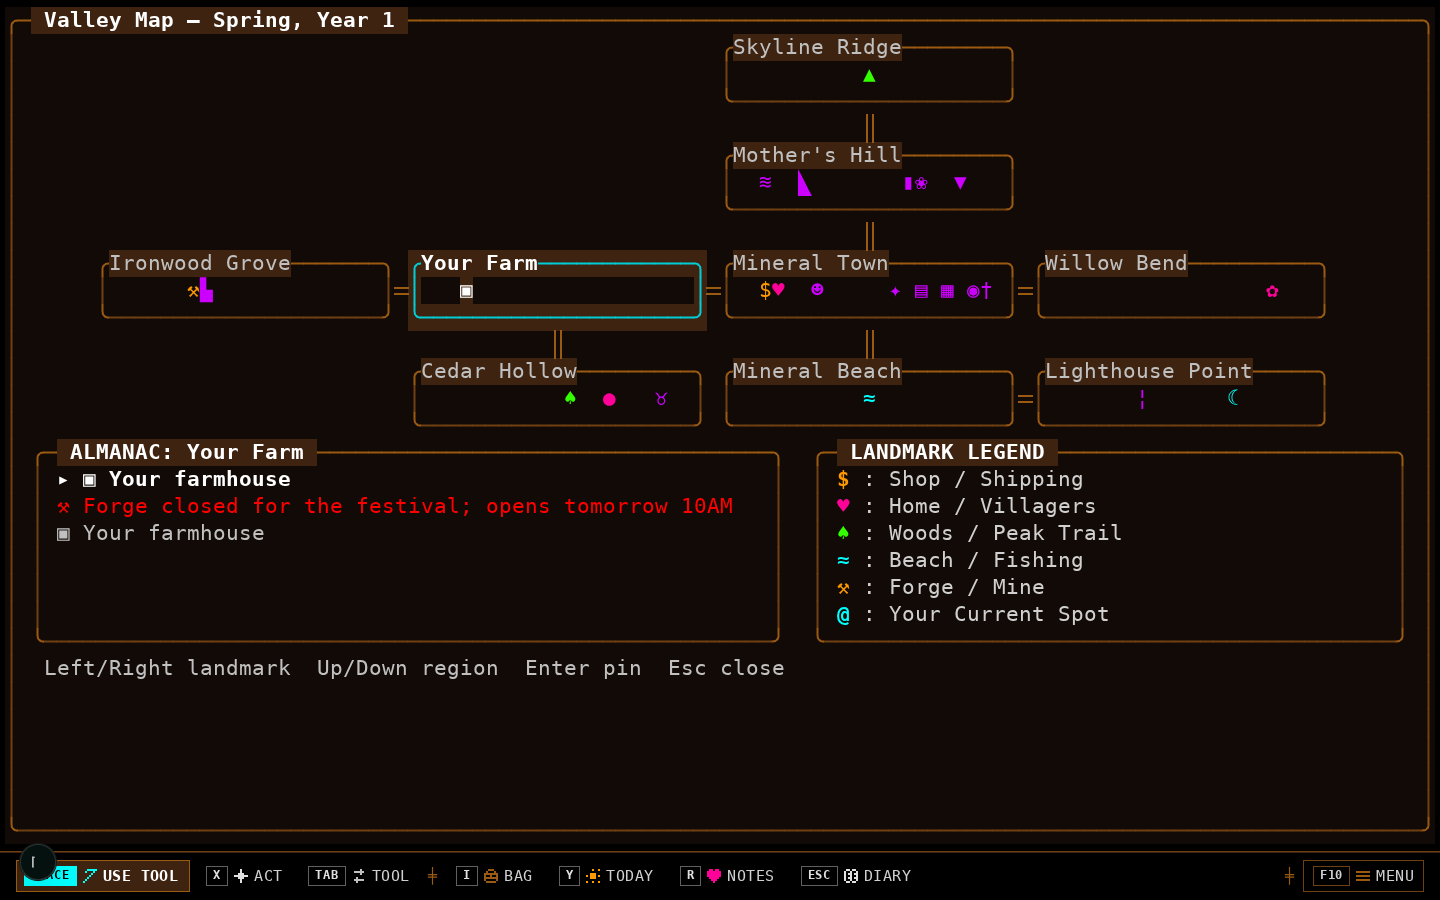 Valley Map — Spring, Year 1
Skyline Ridge
▲
Mother's Hill
≋ ◣ ▮❀ ▼
Ironwood Grove
⚒▙
Your Farm
▣
Mineral Town
$♥ ☻ ✦ ▤ ▦ ◉†
Willow Bend
✿
Cedar Hollow
♠ ● ♉
Mineral Beach
≈
Lighthouse Point
¦ ☾
ALMANAC: Your Farm
▸ ▣ Your farmhouse
⚒ Forge closed for the festival; opens tomorrow 10AM
▣ Your farmhouse
LANDMARK LEGEND
$ : Shop / Shipping
♥ : Home / Villagers
♠ : Woods / Peak Trail
≈ : Beach / Fishing
⚒ : Forge / Mine
@ : Your Current Spot
Left/Right landmark Up/Down region Enter pin Esc close
USE TOOL X ACT TAB TOOL I BAG Y TODAY R NOTES ESC DIARY F10 MENU